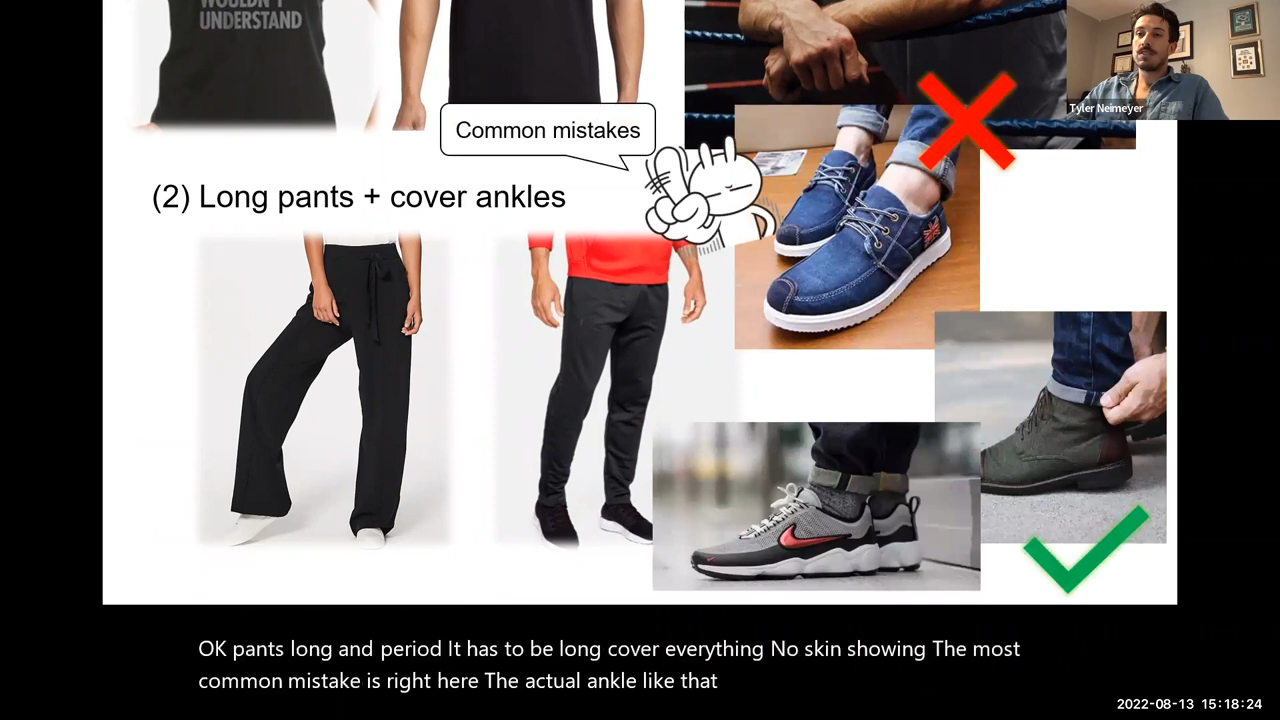 WOULDN'T
UNDERSTAND
Tyler Neimeyer
Common mistakes
(2) Long pants + cover ankles
OK pants long and period It has to be long cover everything No skin showing The most
common mistake is right here The actual ankle like that
2022-08-13 15:18:24